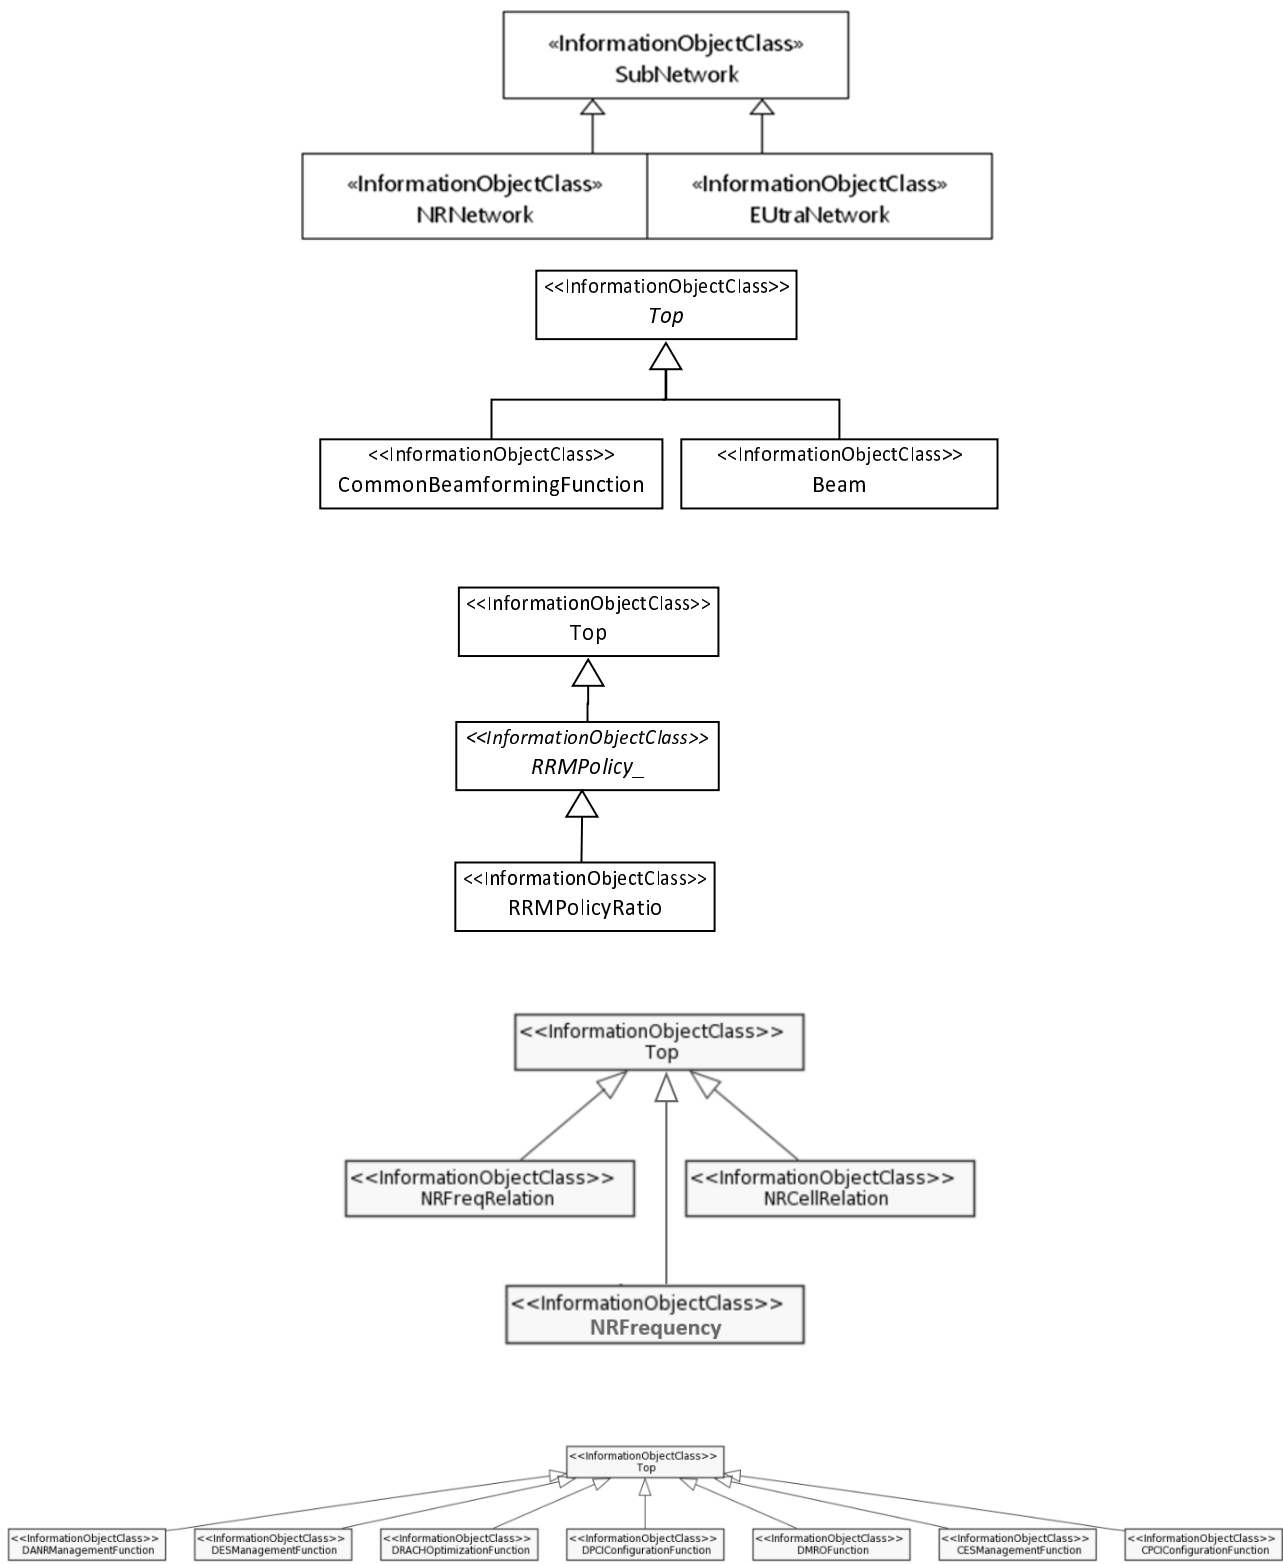 «InformationObjectClass»
SubNetwork
«InformationObjectClass»
NRNetwork
«InformationObjectClass»
EUtraNetwork
<<InformationObjectClass>>
Top
<<InformationObjectClass>>
CommonBeamformingFunction
<<InformationObjectClass>>
Beam
<<InformationObjectClass>>
Top
<<InformationObjectClass>>
RRMPolicy_
<<InformationObjectClass>>
RRMPolicyRatio
<<InformationObjectClass>>
Top
<<InformationObjectClass>>
NRFreqRelation
<<InformationObjectClass>>
NRCellRelation
<<InformationObjectClass>>
NRFrequency
<<InformationObjectClass>>
Top
<<InformationObjectClass>>
DANRManagementFunction
<<InformationObjectClass>>
DESManagementFunction
<<InformationObjectClass>>
DRACHOptimizationFunction
<<InformationObjectClass>>
DPCIConfigurationFunction
<<InformationObjectClass>>
DMROFunction
<<InformationObjectClass>>
CESManagementFunction
<<InformationObjectClass>>
CPCIConfigurationFunction